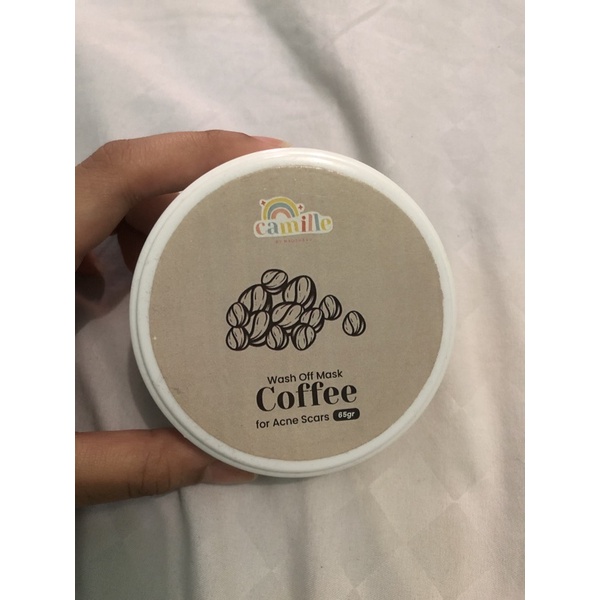 camille
Wash Off Mask
Coffee
for Acne Scars 65gr